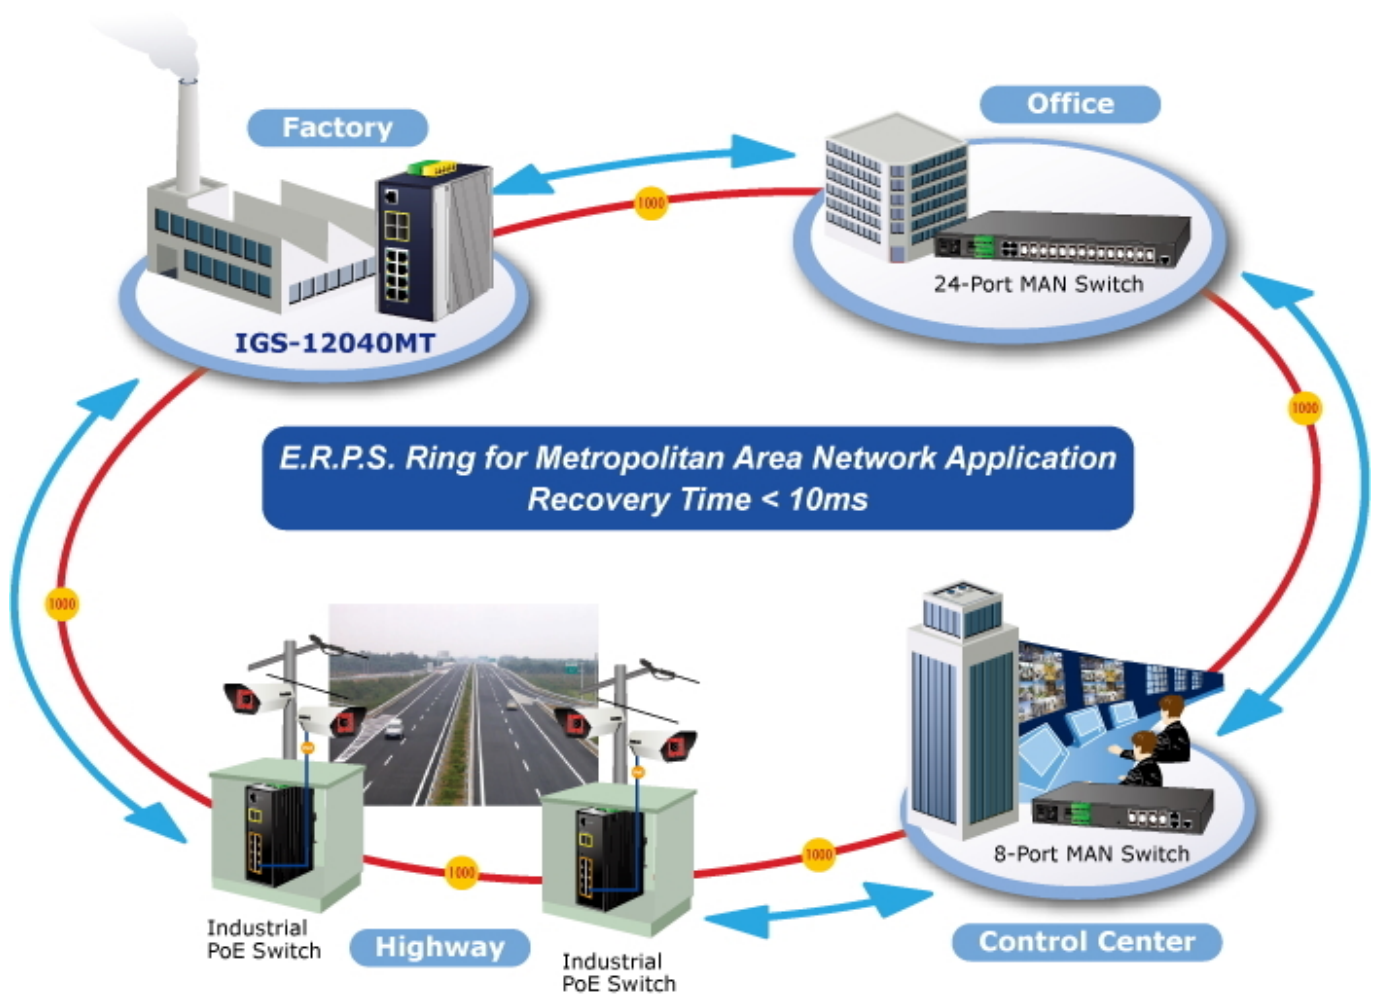 Factory
Office
1000
24-Port MAN Switch
IGS-12040MT
1000
E.R.P.S. Ring for Metropolitan Area Network Application
Recovery Time < 10ms
1000
1000
1000
8-Port MAN Switch
Industrial
PoE Switch
Highway
Control Center
Industrial
PoE Switch